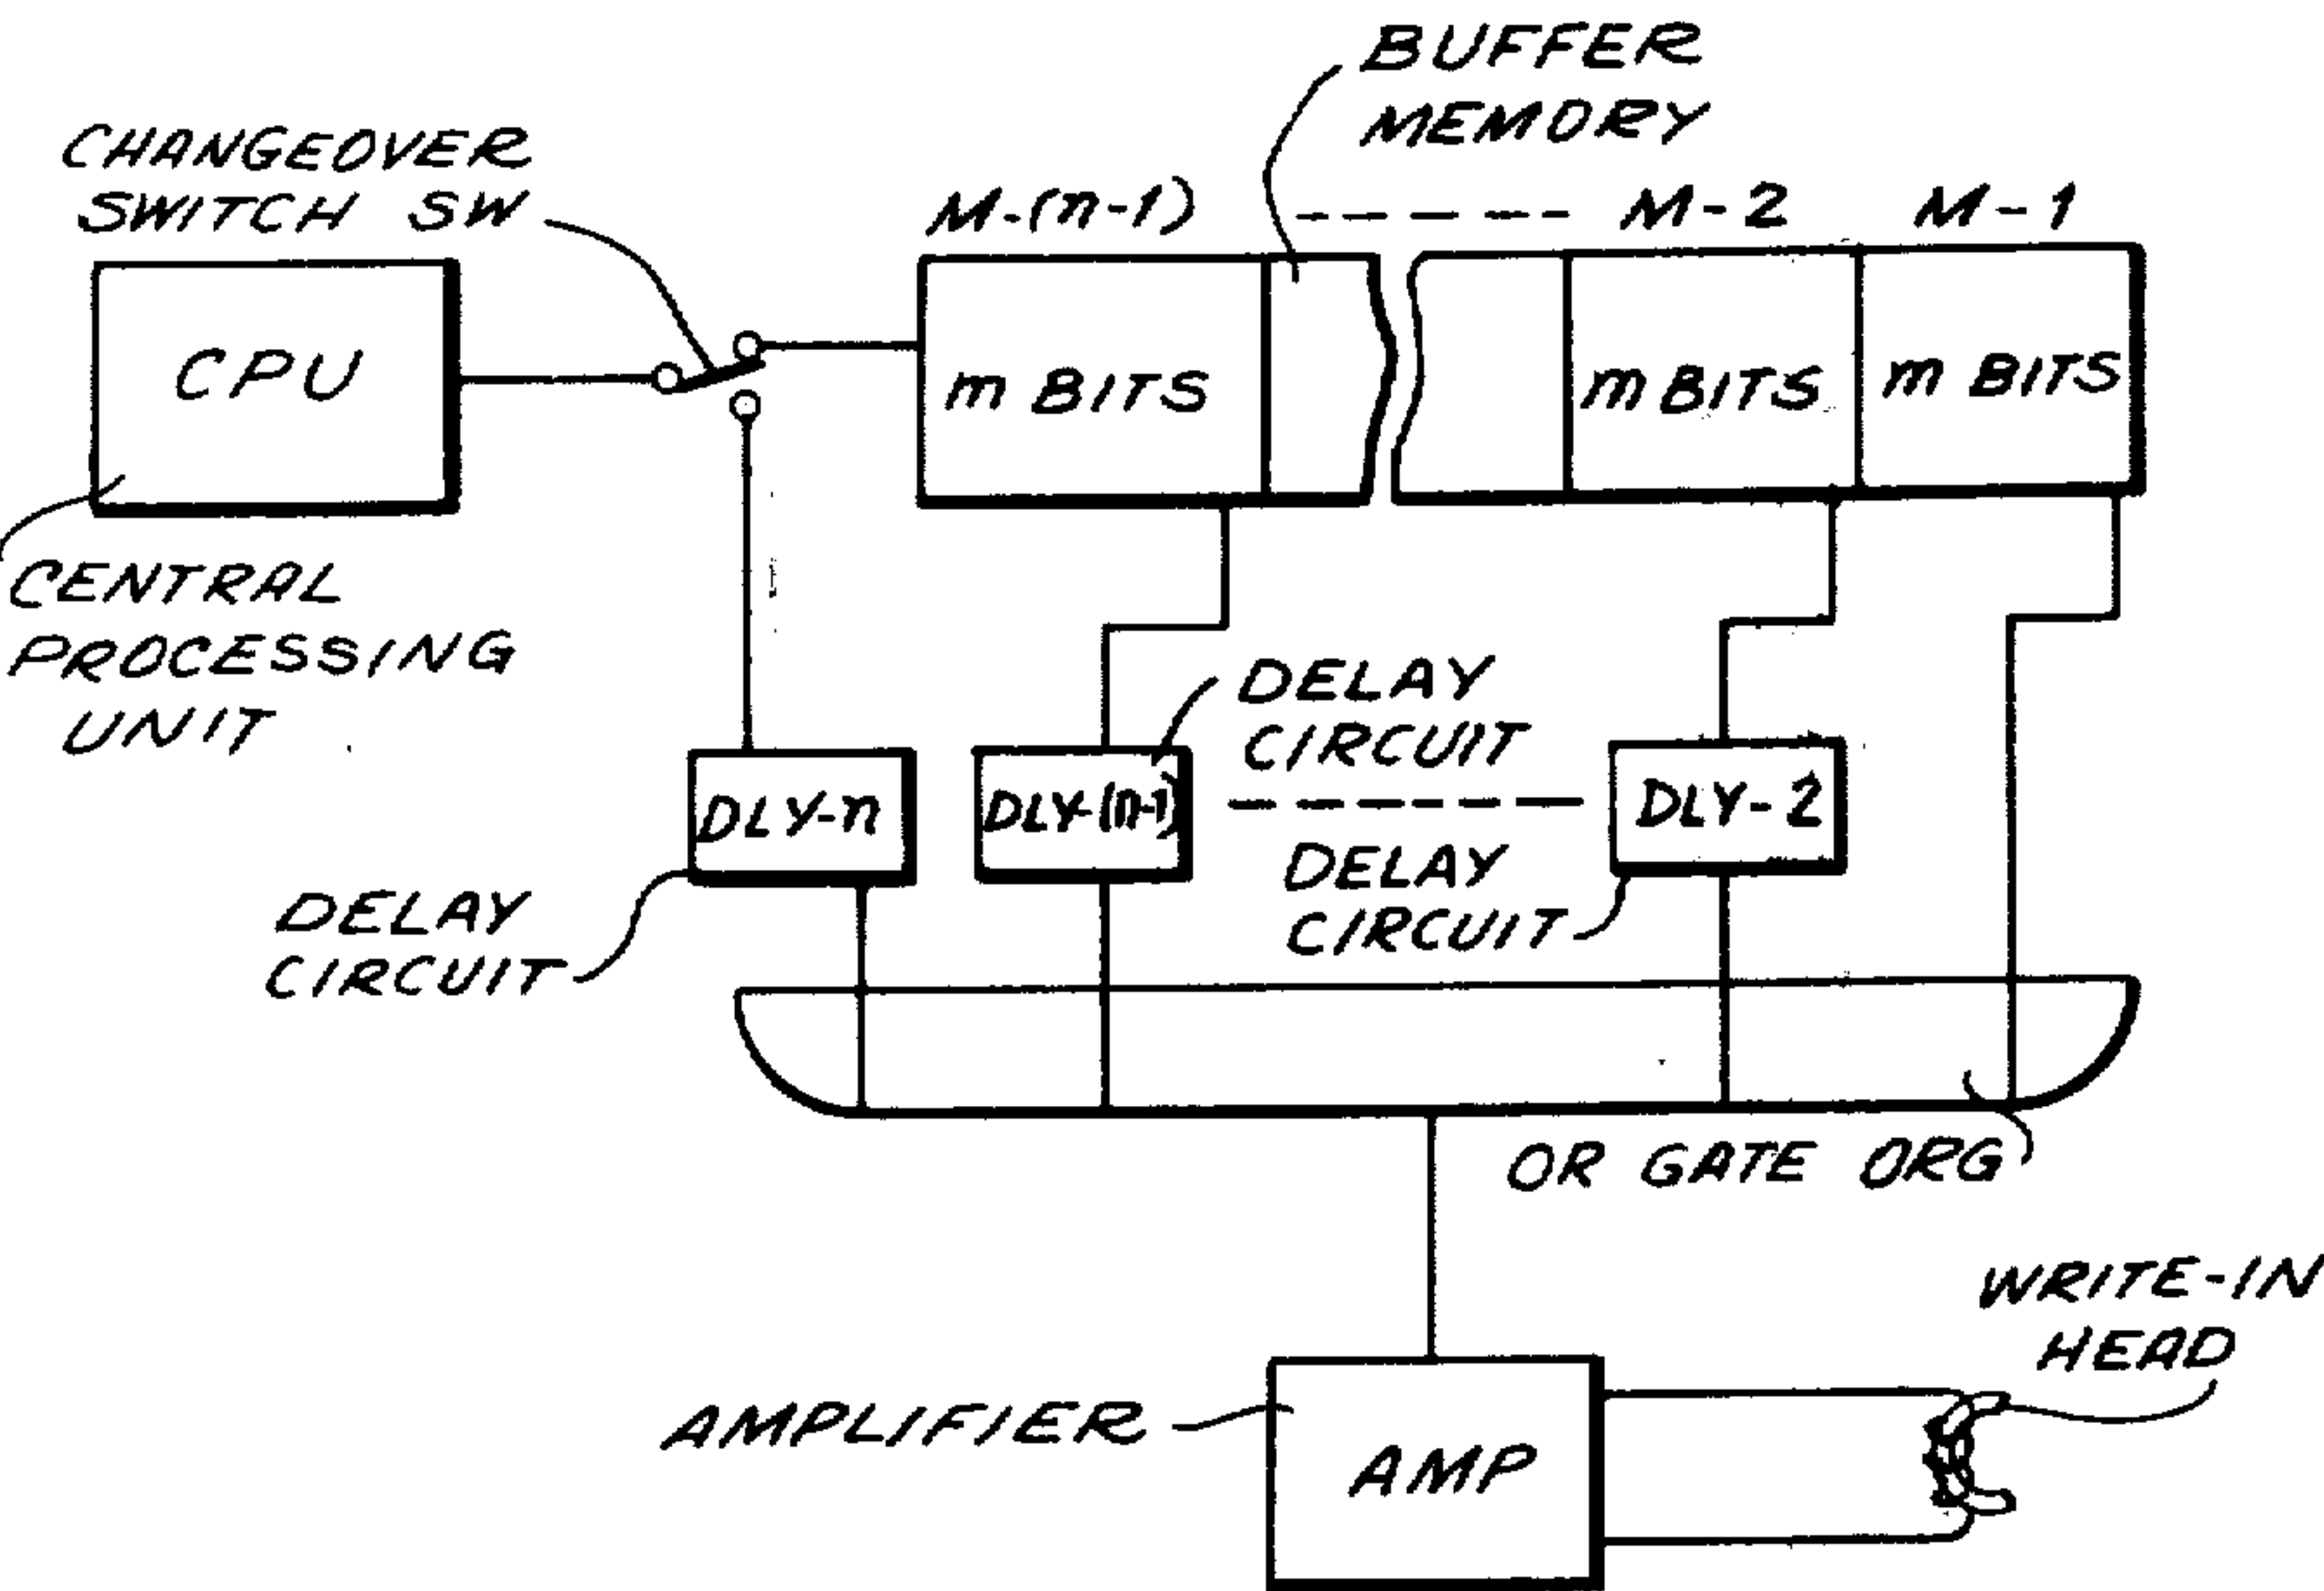 BUFFER
MEMORY
CHANGEOVER
SWITCH SW
M-(n-1)
M-2
M-1
CPU
m BITS
m BITS
m BITS
CENTRAL
PROCESSING
UNIT
DELAY
CIRCUIT
DLY-n
DLY-(n-1)
DLY-2
DELAY
CIRCUIT
DELAY
CIRCUIT
OR GATE ORG
WRITE-IN
HEAD
AMPLIFIER
AMP